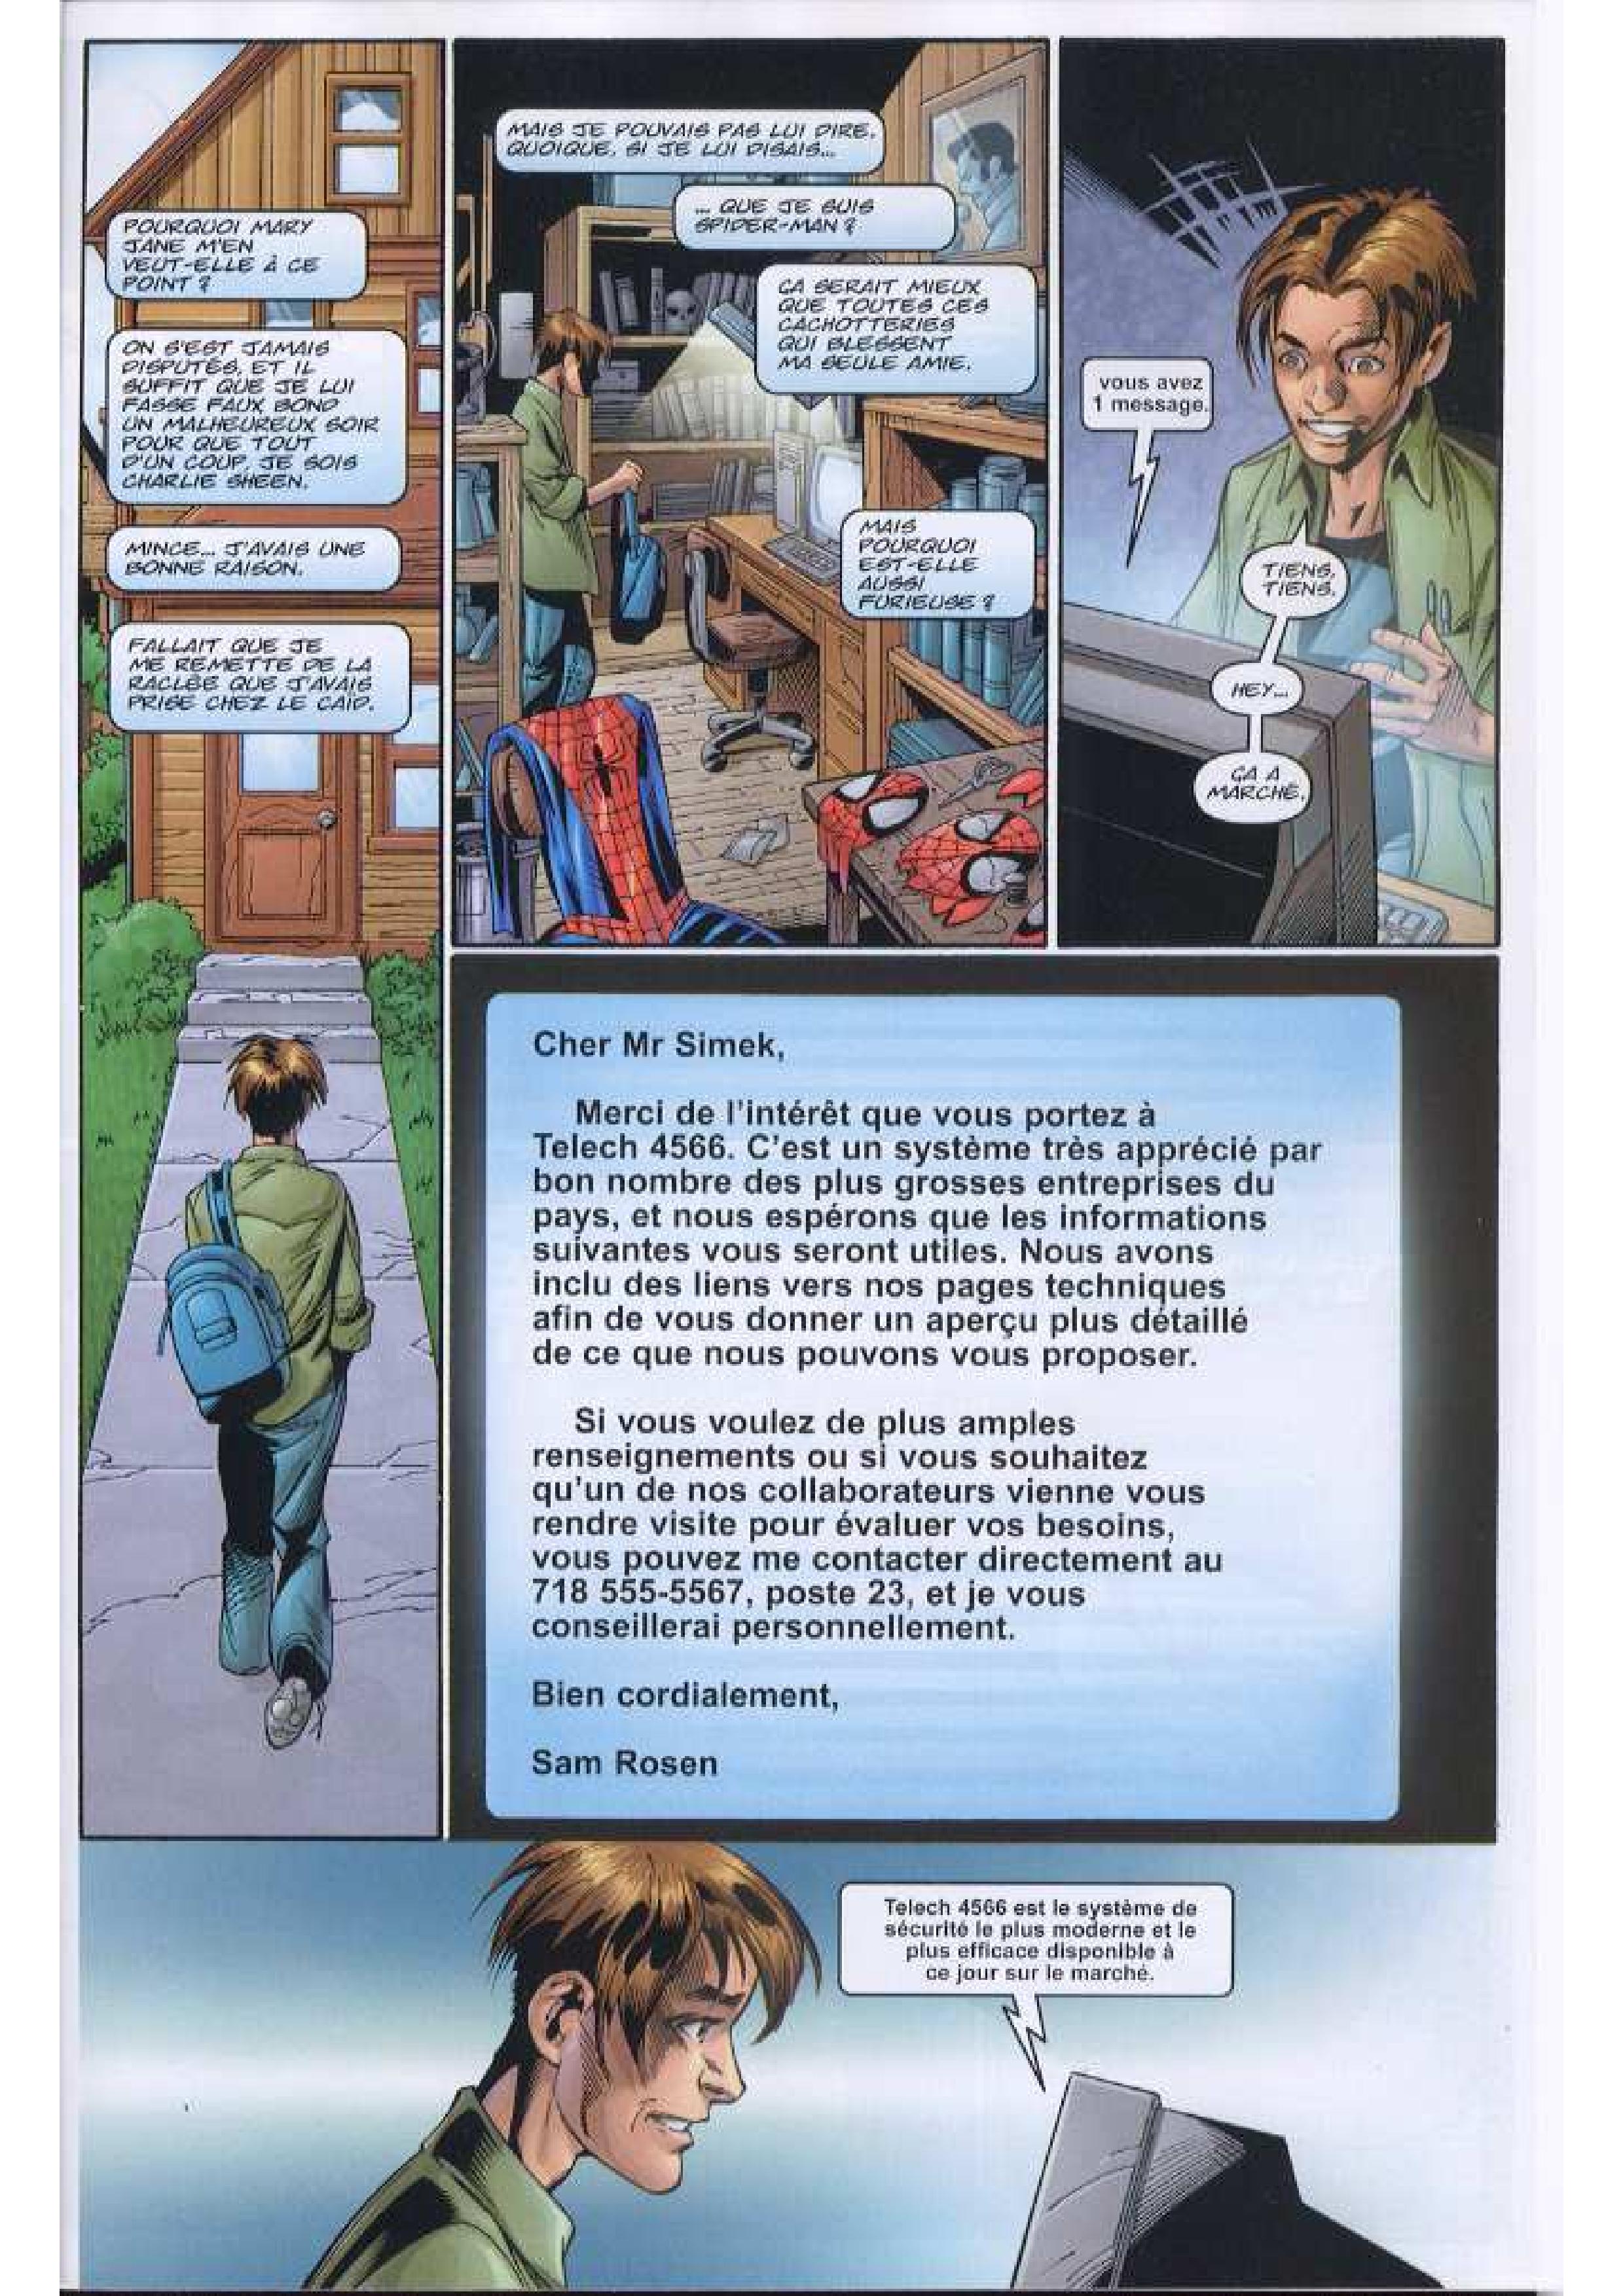 POURQUOI MARY
JANE M'EN
VEUT-ELLE À CE
POINT ?
ON S'EST JAMAIS
DISPUTÉS, ET IL
SUFFIT QUE JE LUI
FASSE FAUX BOND
UN MALHEUREUX SOIR
POUR QUE TOUT
D'UN COUP, JE SOIS
CHARLIE SHEEN.
MINCE... J'AVAIS UNE
BONNE RAISON.
FALLAIT QUE JE
ME REMETTE DE LA
RACLÉE QUE J'AVAIS
PRISE CHEZ LE CAÏD.
MAIS JE POUVAIS PAS LUI DIRE.
QUOIQUE, SI JE LUI DISAIS...
... QUE JE SUIS
SPIDER-MAN ?
ÇA SERAIT MIEUX
QUE TOUTES CES
CACHOTTERIES
QUI BLESSENT
MA SEULE AMIE.
MAIS
POURQUOI
EST-ELLE
AUSSI
FURIEUSE ?
vous avez
1 message.
TIENS,
TIENS.
HEY...
ÇA A
MARCHÉ.
Cher Mr Simek,
Merci de l'intérêt que vous portez à
Telech 4566. C'est un système très apprécié par
bon nombre des plus grosses entreprises du
pays, et nous espérons que les informations
suivantes vous seront utiles. Nous avons
inclu des liens vers nos pages techniques
afin de vous donner un aperçu plus détaillé
de ce que nous pouvons vous proposer.
Si vous voulez de plus amples
renseignements ou si vous souhaitez
qu'un de nos collaborateurs vienne vous
rendre visite pour évaluer vos besoins,
vous pouvez me contacter directement au
718 555-5567, poste 23, et je vous
conseillerai personnellement.
Bien cordialement,
Sam Rosen
Telech 4566 est le système de
sécurité le plus moderne et le
plus efficace disponible à
ce jour sur le marché.